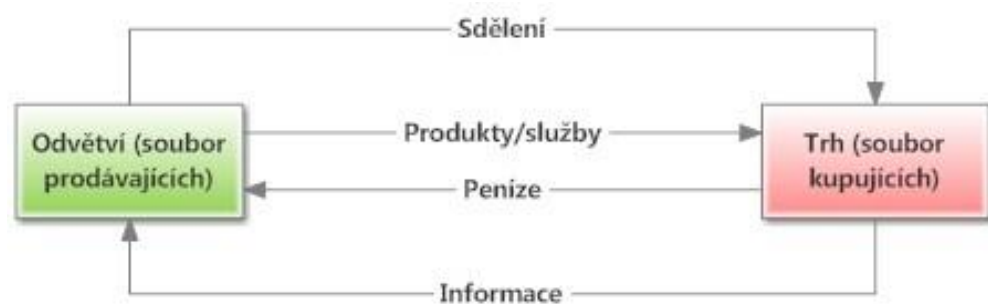 Sdělení
Odvětví (soubor
prodávajících)
Produkty/služby
Peníze
Trh (soubor
kupujících)
Informace